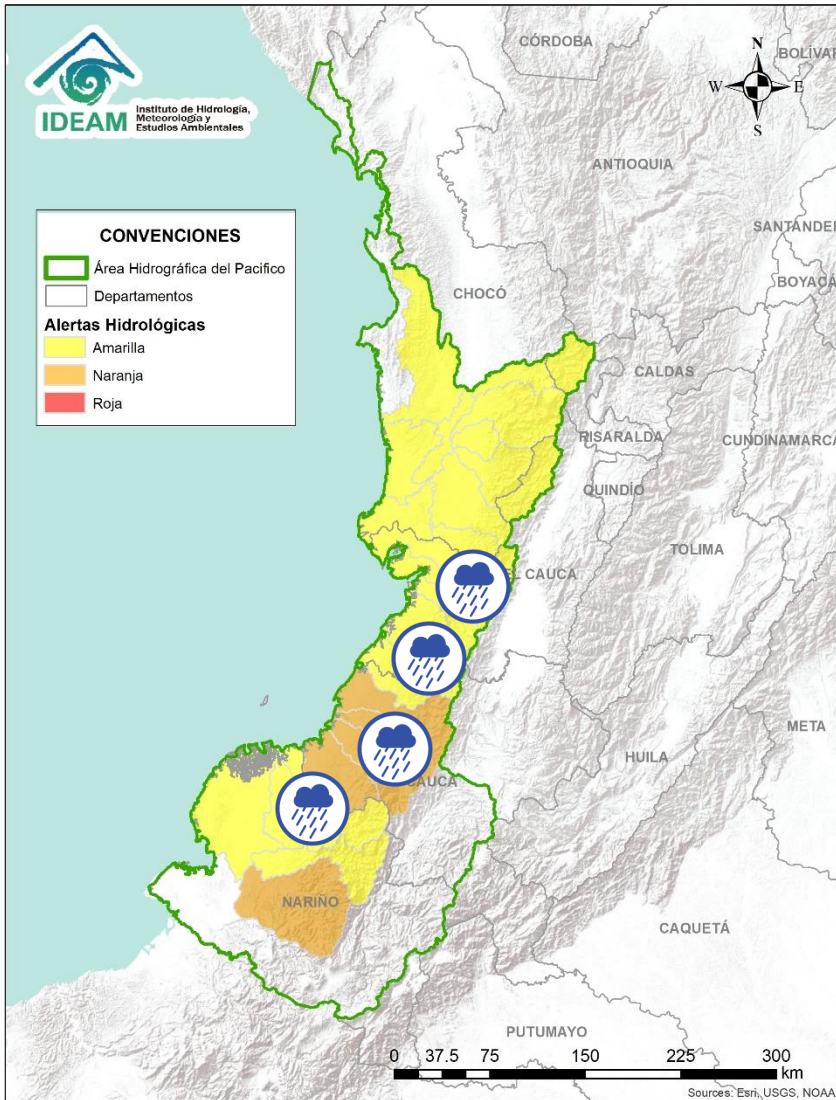 CÓRDOBA
BOLÍVAR
N
W
E
S
IDEAM
Instituto de Hidrología,
Meteorología y
Estudios Ambientales
ANTIOQUIA
SANTANDER
CONVENCIONES
Área Hidrográfica del Pacifico
Departamentos
Alertas Hidrológicas
Amarilla
Naranja
Roja
BOYACÁ
CHOCÓ
CALDAS
RISARALDA
CUNDINAMARCA
QUINDÍO
TOLIMA
EL CAUCA
META
HUILA
CAUCA
NARIÑO
CAQUETÁ
PUTUMAYO
0 37.5 75 150 225 300
km
Sources: Esri, USGS, NOAA